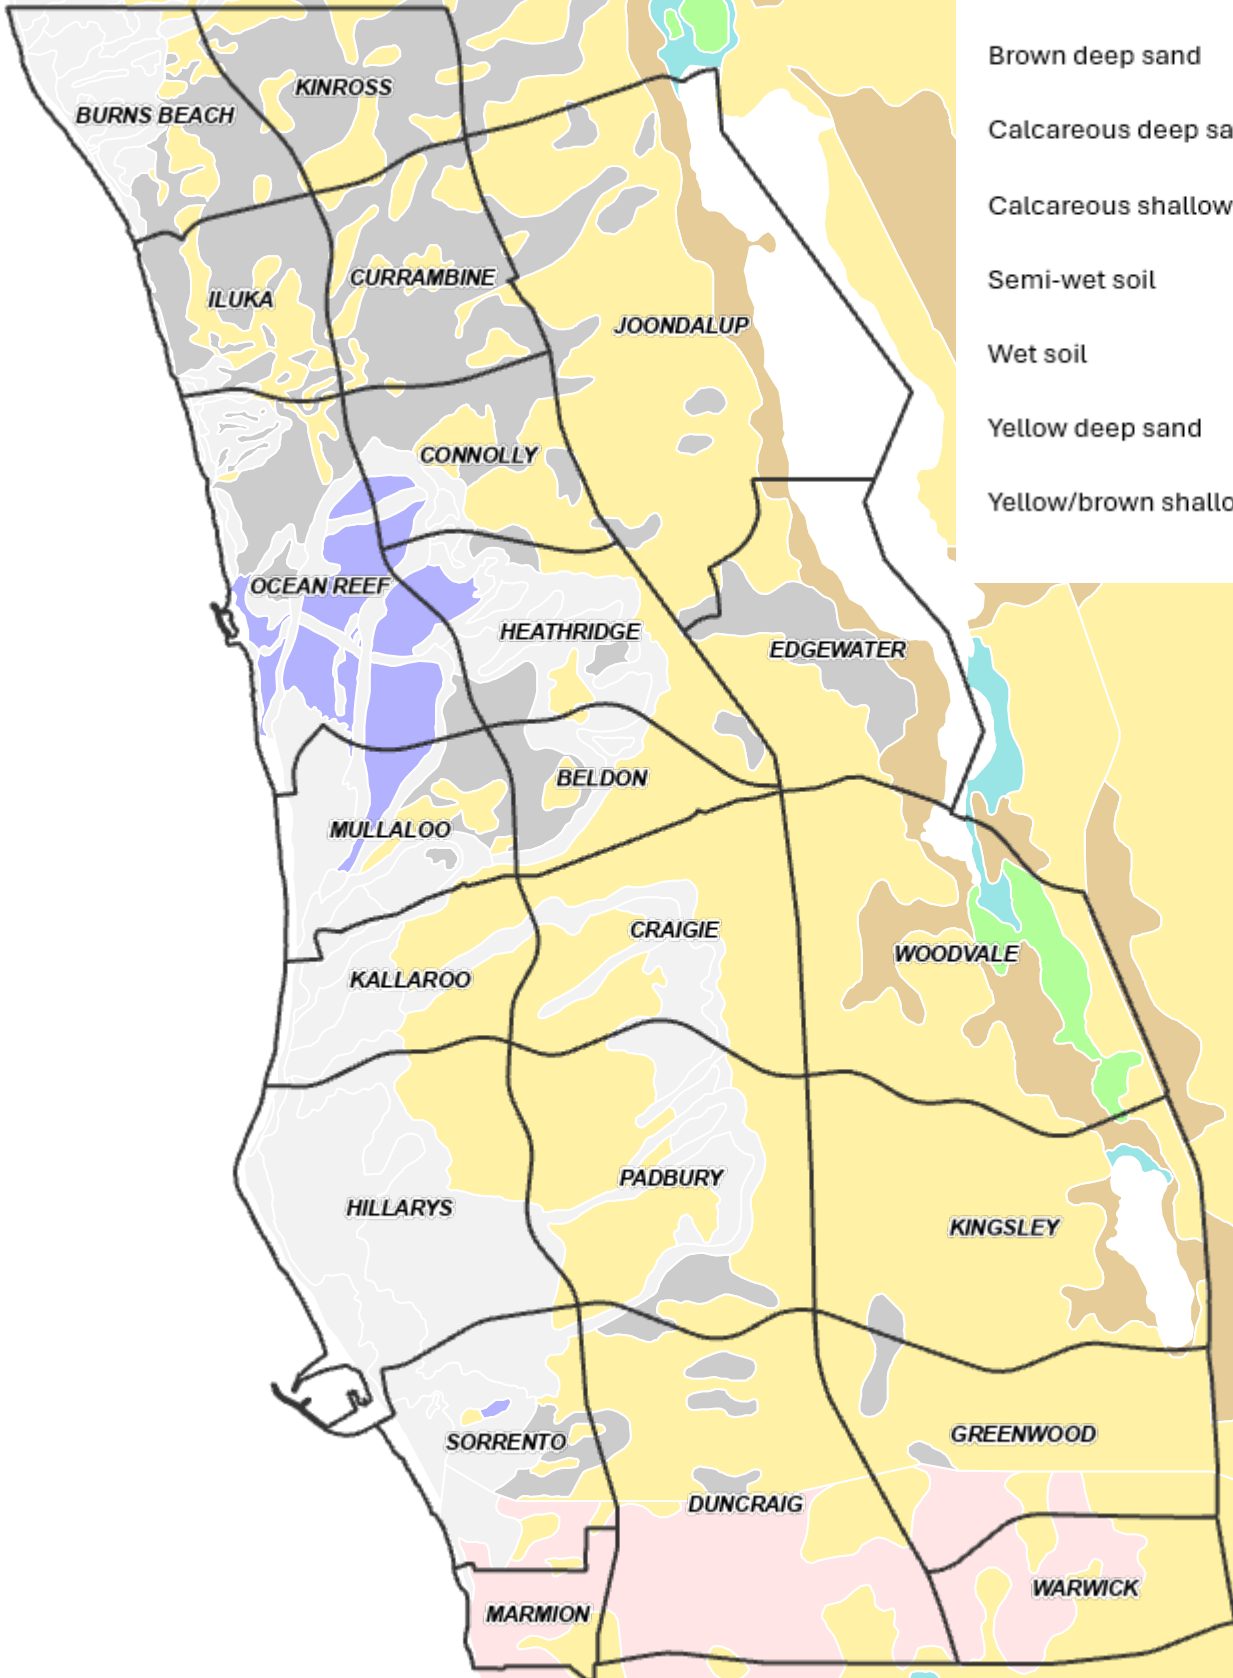 Brown deep sand
KINROSS
BURNS BEACH
Calcareous deep sa
Calcareous shallow
CURRAMBINE
Semi-wet soil
ILUKA
JOONDALUP
Wet soil
Yellow deep sand
CONNOLLY
Yellow/brown shallo
OCEAN REEF
HEATHRIDGE
EDGEWATER
BELDON
MULLALOO
CRAIGIE
WOODVALE
KALLAROO
PADBURY
HILLARYS
KINGSLEY
GREENWOOD
SORRENTO
DUNCRAIG
WARWICK
MARMION